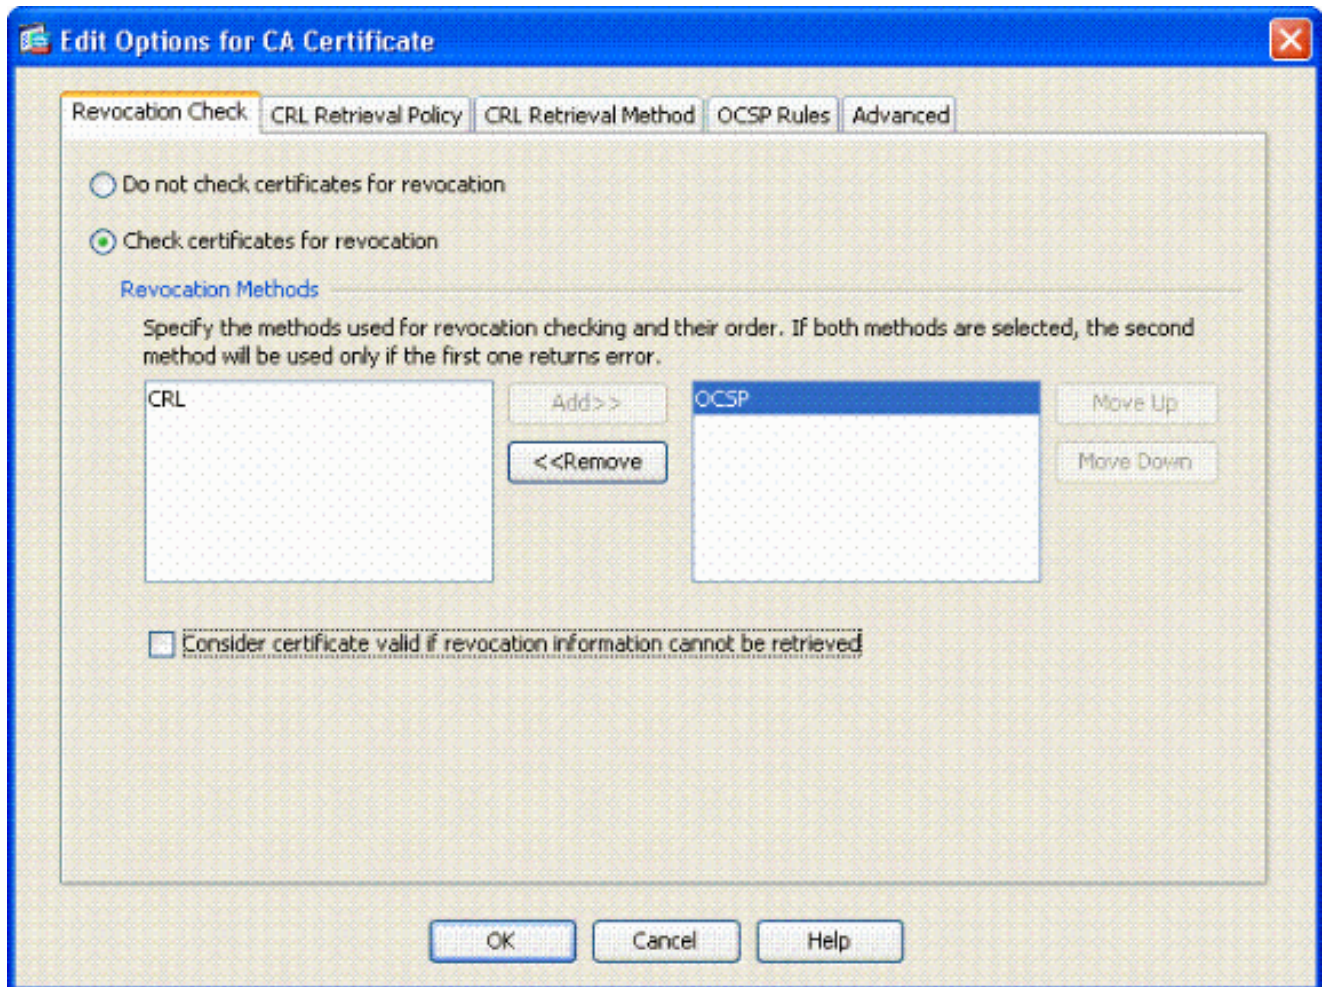 Edit Options for CA Certificate
Revocation Check
CRL Retrieval Policy
CRL Retrieval Method
OCSP Rules
Advanced
Do not check certificates for revocation
Check certificates for revocation
Revocation Methods
Specify the methods used for revocation checking and their order. If both methods are selected, the second
method will be used only if the first one returns error.
CRL
Add>>
<<Remove
OCSP
Move Up
Move Down
Consider certificate valid if revocation information cannot be retrieved
OK
Cancel
Help